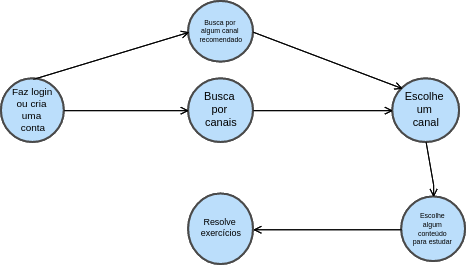 Busca por
algum canal
recomendado
Faz login
ou cria
uma
conta
Busca
por
canais
Escolhe
um
canal
Resolve
exercícios
Escolhe
algum
conteúdo
para estudar